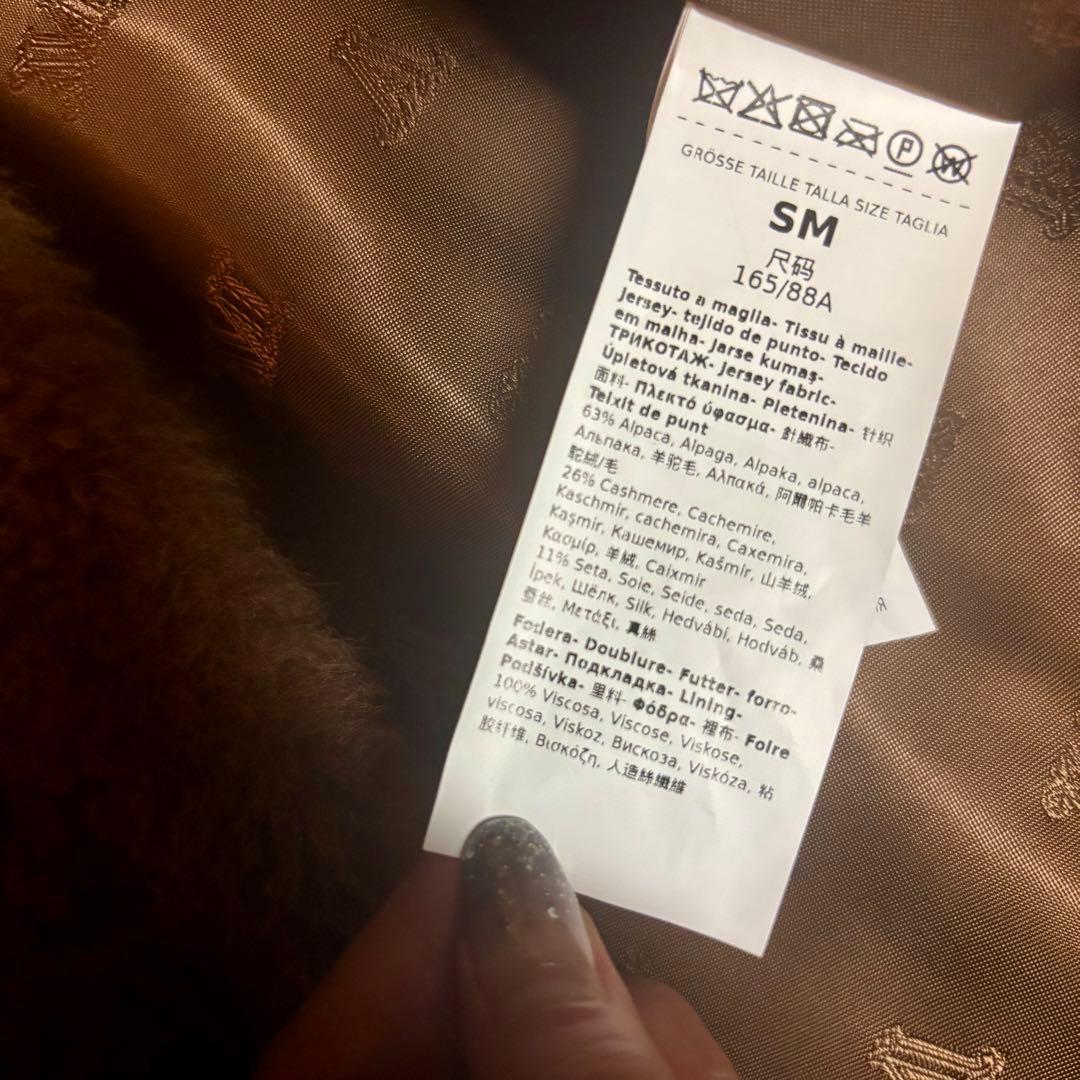 P
W
GRÖSSE TAILLE TALLA SIZE TAGLIA
SM
尺码
165/88A
Tessuto a maglia- Tissu à maille-
jersey- tejido de punto- Tecido
em malha- Jarse kumaş-
ТРИКОТАЖ- Jersey fabric-
Úpletová tkanina- Pletenina- 针织
面料- Πλεκτό ύφασμα- 針織布-
Teixit de punt
63% Alpaca, Alpaga, Alpaka, alpaca,
Альпака, 羊驼毛, Αλπακά, 阿爾帕卡毛羊
駝絨/毛
26% Cashmere, Cachemire,
Kaschmir, cachemira, Caxemira,
Kaşmir, Кашемир, Kašmír, 山羊绒,
Κασμίρ, 羊絨, Caixmir
11% Seta, Soie, Seide, seda, Seda,
İpek, Шёлк, Silk, Hedvábí, Hodváb, 桑
蚕丝, Μετάξι, 真絲
Fodera- Doublure- Futter- forro-
Astar- Подкладка- Lining-
Podšívka- 里料- Φόδρα- 裡布- Folre
100% Viscosa, Viscose, Viskose,
viscosa, Viskoz, Вискоза, Viskóza, 粘
胶纤维, Βισκόζη, 人造絲纖維